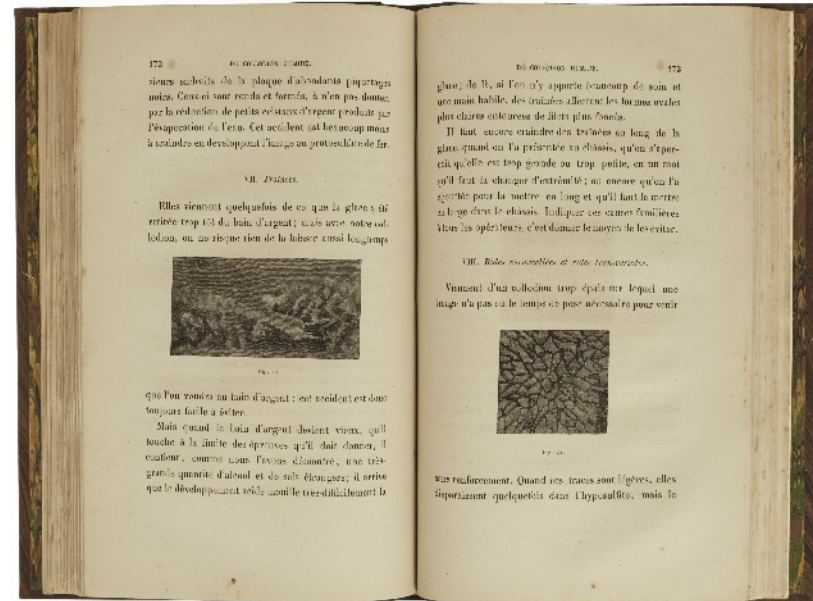 172 DU COLLODION HUMIDE.
sieurs endroits de la plaque d'abondants piquetages
noirs. Ceux-ci sont ronds et formés, à n'en pas douter,
par la réduction de petits cristaux d'argent produits par
l'évaporation de l'eau. Cet accident est beaucoup moins
à craindre en développant l'image au protosulfate de fer.
VII. Traînées.
Elles viennent quelquefois de ce que la glace a été
retirée trop tôt du bain d'argent; mais avec notre col-
lodion, on ne risque rien de la laisser aussi longtemps
que l'on voudra au bain d'argent : cet accident est donc
toujours facile à éviter.
Mais quand le bain d'argent devient vieux, qu'il
touche à la limite des épreuves qu'il doit donner, il
contient, comme nous l'avons démontré, une très-
grande quantité d'alcool et de sels étrangers; il arrive
que le développement acide mouille très-difficilement la
DU COLLODION HUMIDE. 173
glace; de là, si l'on n'y apporte beaucoup de soin et
une main habile, des traînées affectant les formes ovales
plus claires entourées de filets plus foncés.
Il faut encore craindre des traînées en long de la
glace quand on l'a présentée au châssis, qu'on s'aper-
çoit qu'elle est trop grande ou trop petite, en un mot
qu'il faut la changer d'extrémité; ou encore qu'on l'a
ajoutée pour la mettre en long et qu'il faut la mettre
en large dans le châssis. Indiquer ces causes familières
à tous les opérateurs, c'est donner le moyen de les éviter.
VIII. Rides et rides transversales.
Viennent d'un collodion trop épais sur lequel une
image n'a pas eu le temps de pose nécessaire pour venir
Fig.
sans renforcement. Quand ces traces sont légères, elles
disparaissent quelquefois dans l'hyposulfite, mais le